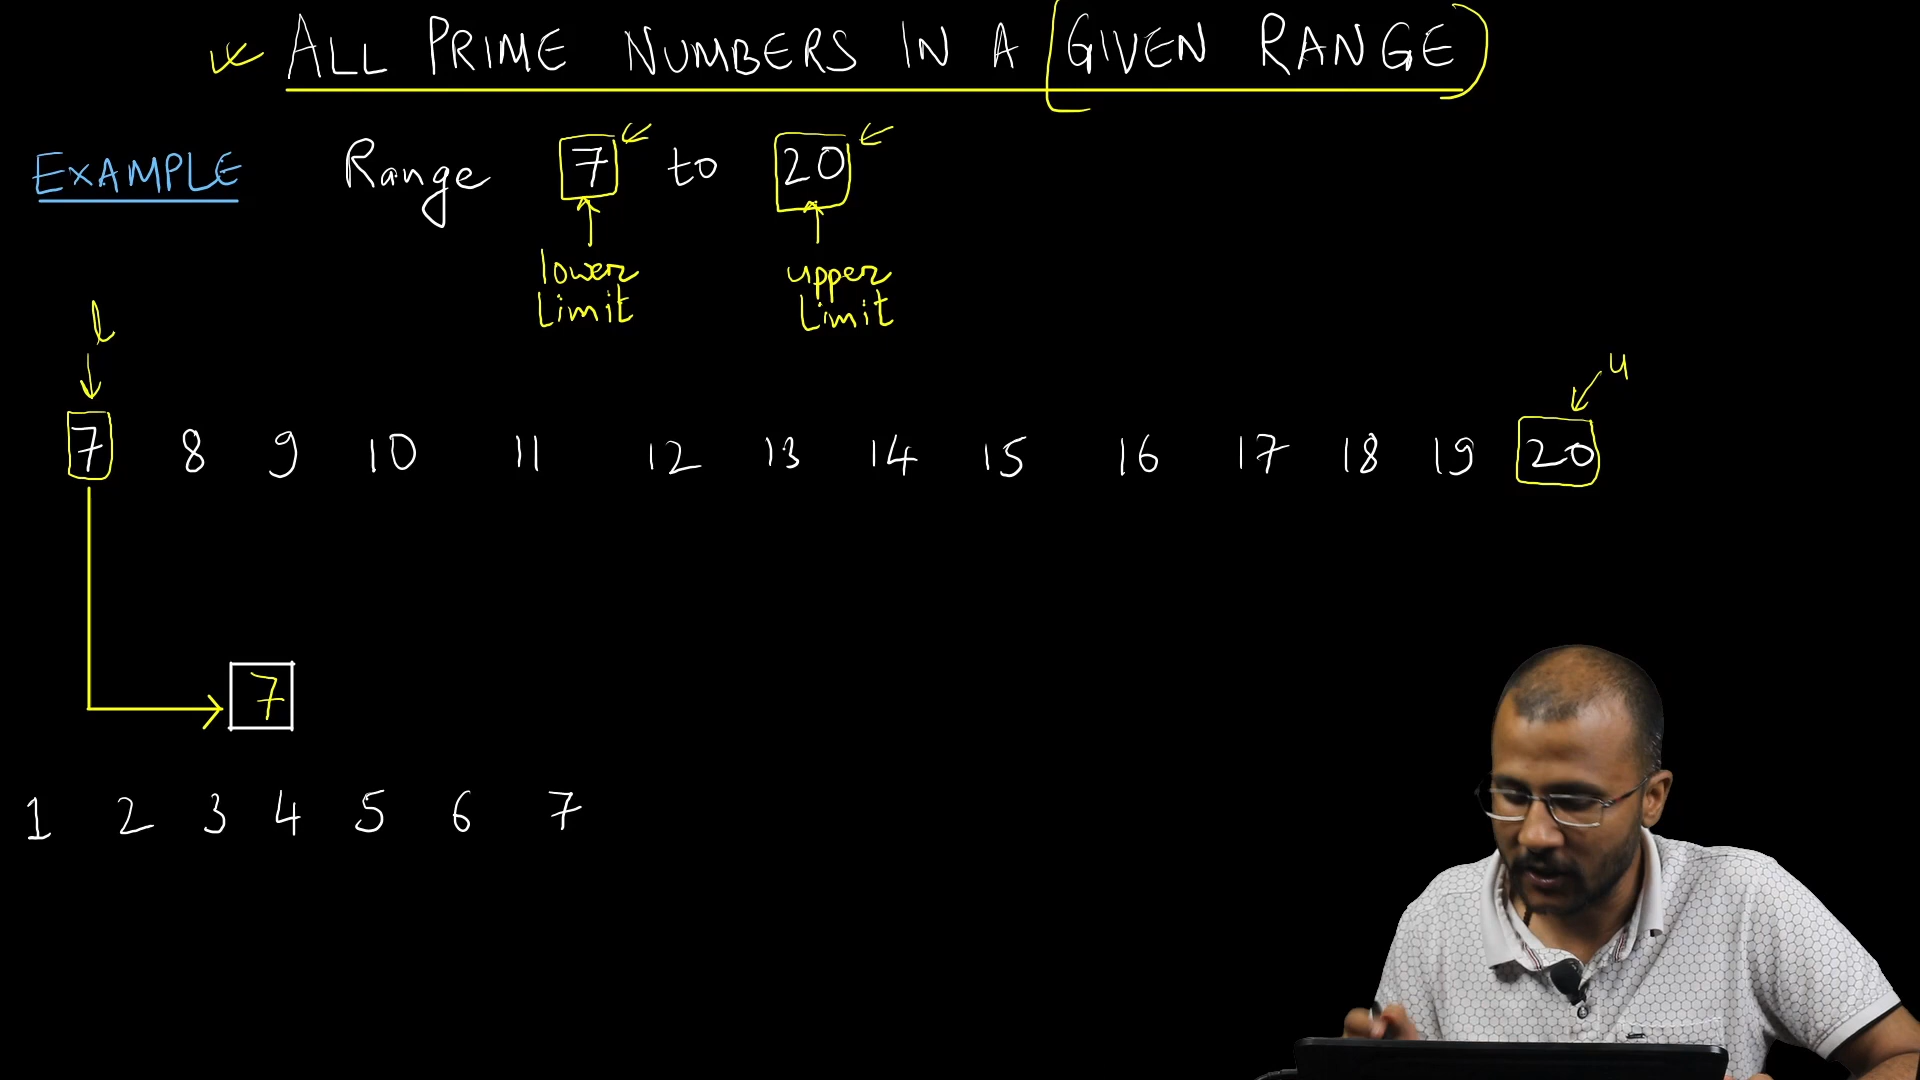 ALL PRIME NUMBERS IN A GIVEN RANGE
EXAMPLE Range 7 to 20
lower Limit
upper Limit
l
u
7 8 9 10 11 12 13 14 15 16 17 18 19 20
7
1 2 3 4 5 6 7